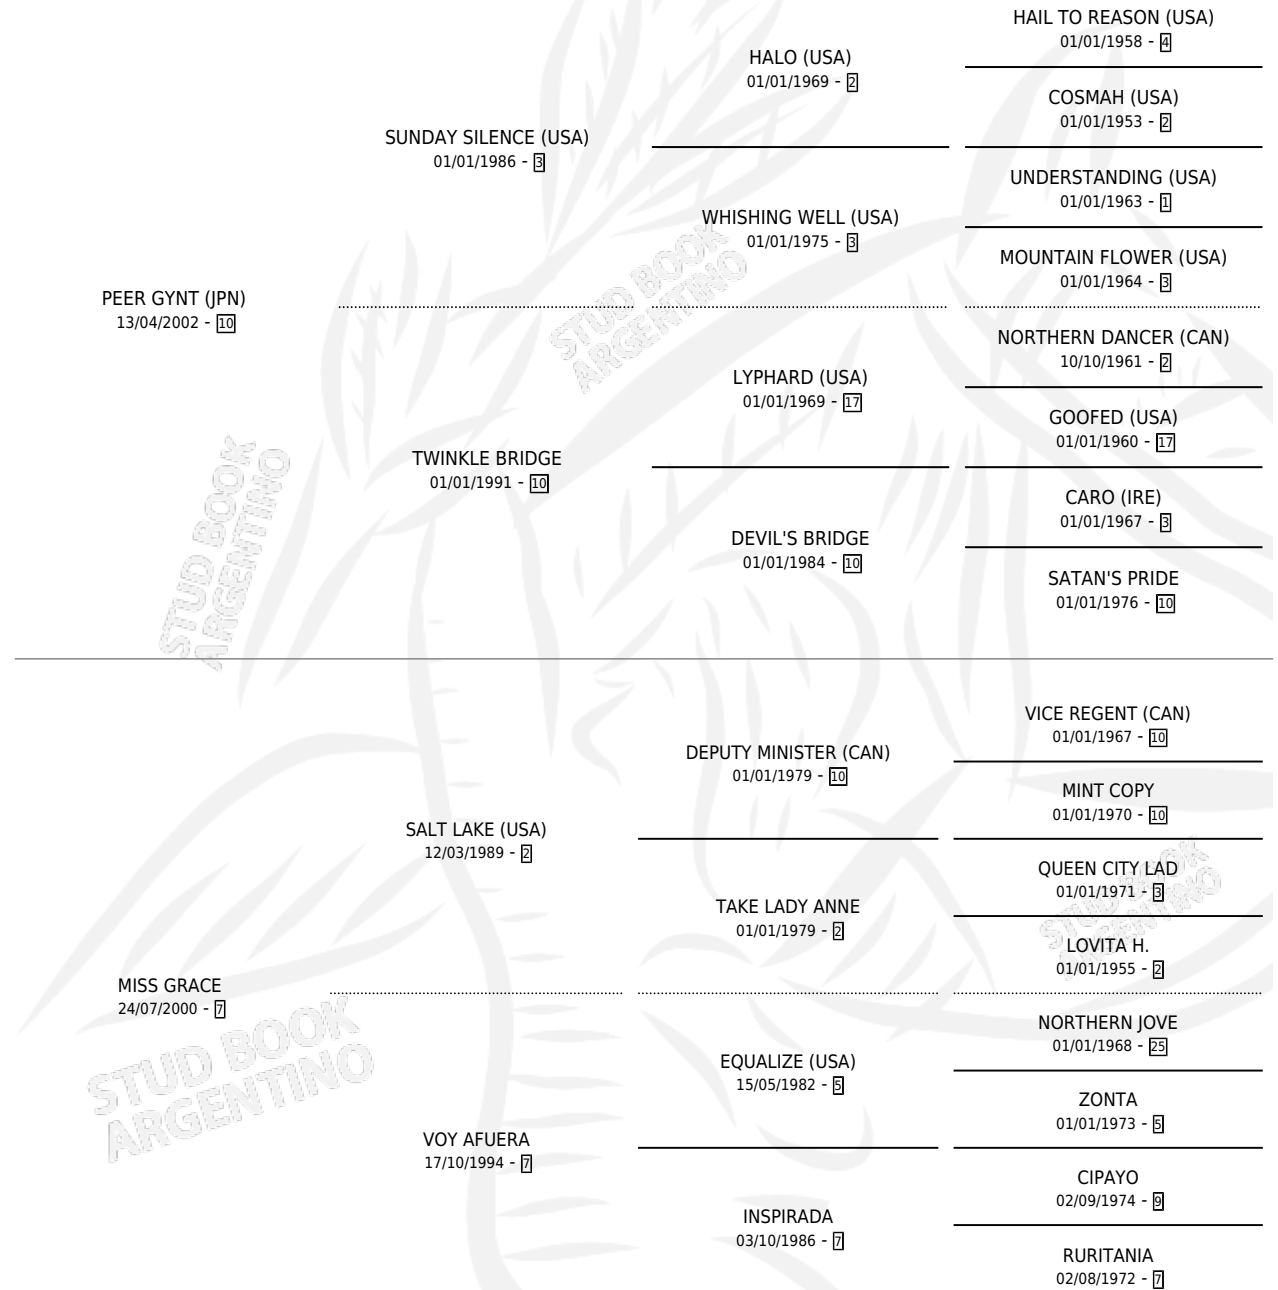 HAIL TO REASON (USA)
01/01/1958 - 4
HALO (USA)
01/01/1969 - 2
COSMAH (USA)
01/01/1953 - 2
SUNDAY SILENCE (USA)
01/01/1986 - 3
UNDERSTANDING (USA)
01/01/1963 - 1
WHISHING WELL (USA)
01/01/1975 - 3
MOUNTAIN FLOWER (USA)
01/01/1964 - 3
STUD BOOK
ARGENTINO
PEER GYNT (JPN)
13/04/2002 - 10
NORTHERN DANCER (CAN)
10/10/1961 - 2
LYPHARD (USA)
01/01/1969 - 17
GOOFED (USA)
01/01/1960 - 17
TWINKLE BRIDGE
01/01/1991 - 10
CARO (IRE)
01/01/1967 - 3
DEVIL'S BRIDGE
01/01/1984 - 10
SATAN'S PRIDE
01/01/1976 - 10
STUD BOOK
ARGENTINO
VICE REGENT (CAN)
01/01/1967 - 10
DEPUTY MINISTER (CAN)
01/01/1979 - 10
MINT COPY
01/01/1970 - 10
SALT LAKE (USA)
12/03/1989 - 2
QUEEN CITY LAD
01/01/1971 - 3
TAKE LADY ANNE
01/01/1979 - 2
LOVITA H.
01/01/1955 - 2
STUD BOOK
ARGENTINO
MISS GRACE
24/07/2000 - 7
NORTHERN JOVE
01/01/1968 - 25
EQUALIZE (USA)
15/05/1982 - 5
ZONTA
01/01/1973 - 5
STUD BOOK
ARGENTINO
VOY AFUERA
17/10/1994 - 7
CIPAYO
02/09/1974 - 9
INSPIRADA
03/10/1986 - 7
RURITANIA
02/08/1972 - 7